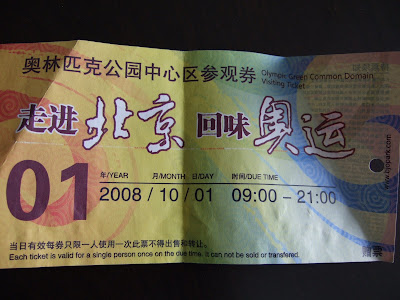 奥林匹克公园中心区参观券
Olympic Green Common Domain
Visiting Ticket
走进北京 回味奥运
01
年/YEAR 月/MONTH 日/DAY 时间/DUE TIME
2008 / 10 / 01 09:00 – 21:00
当日有效每券只限一人使用一次此票不得出售和转让。
Each ticket is valid for a single person once on the due time. It can not be sold or transfered.